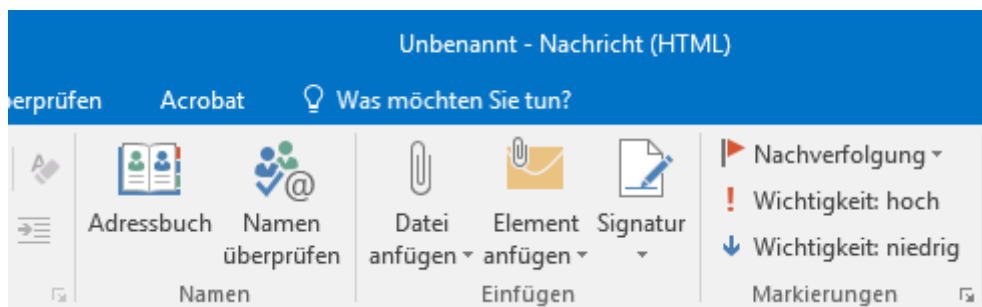 Unbenannt - Nachricht (HTML)
Acrobat Was möchten Sie tun?
Adressbuch
Namen
überprüfen
Namen
Datei
anfügen
Element
anfügen
Signatur
Einfügen
Nachverfolgung
Wichtigkeit: hoch
Wichtigkeit: niedrig
Markierungen